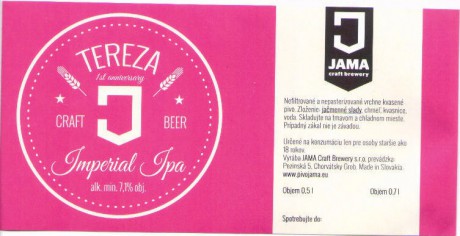 TEREZA
1st anniversary
CRAFT BEER
Imperial Ipa
alk. min. 7,1% obj.
JAMA
craft brewery
Nefiltrované a nepasterizované vrchne kvasené
pivo. Zloženie: jačmenné slady, chmeľ, kvasnice,
voda. Skladujte na tmavom a chladnom mieste.
Prípadný zákal nie je závadou.
Určené na konzumáciu len pre osoby staršie ako
18 rokov.
Vyrába JAMA Craft Brewery s.r.o, prevádzka:
Pezinská 5, Chorvátsky Grob. Made in Slovakia.
www.pivojama.eu
Objem 0.5 l Objem 0,7 l
Spotrebujte do: